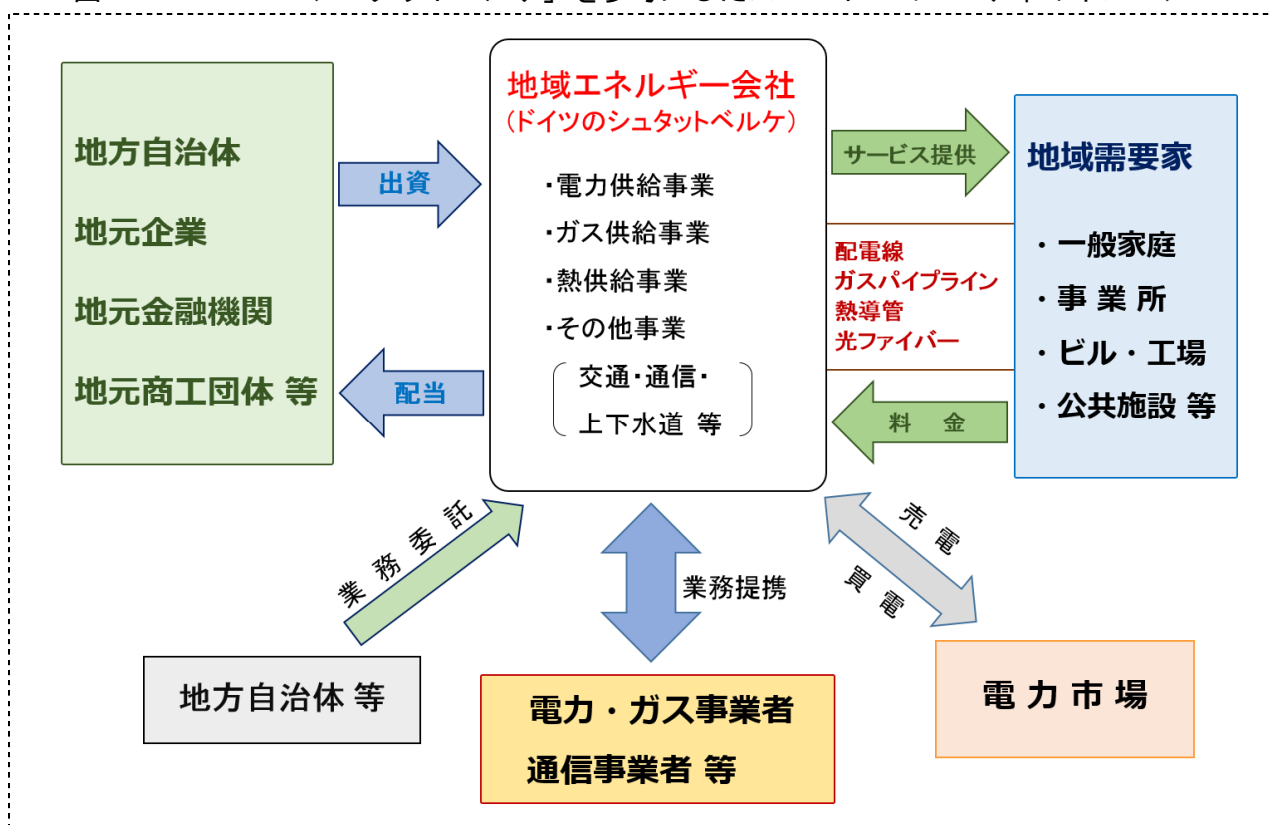 地方自治体
地元企業
地元金融機関
地元商工団体 等
出資
配当
地域エネルギー会社
(ドイツのシュタットベルケ)
・電力供給事業
・ガス供給事業
・熱供給事業
・その他事業
交通・通信・
上下水道 等
サービス提供
配電線
ガスパイプライン
熱導管
光ファイバー
料 金
地域需要家
・一般家庭
・事 業 所
・ビル・工場
・公共施設 等
業務委託
業務提携
売電
買電
地方自治体 等
電力・ガス事業者
通信事業者 等
電 力 市 場